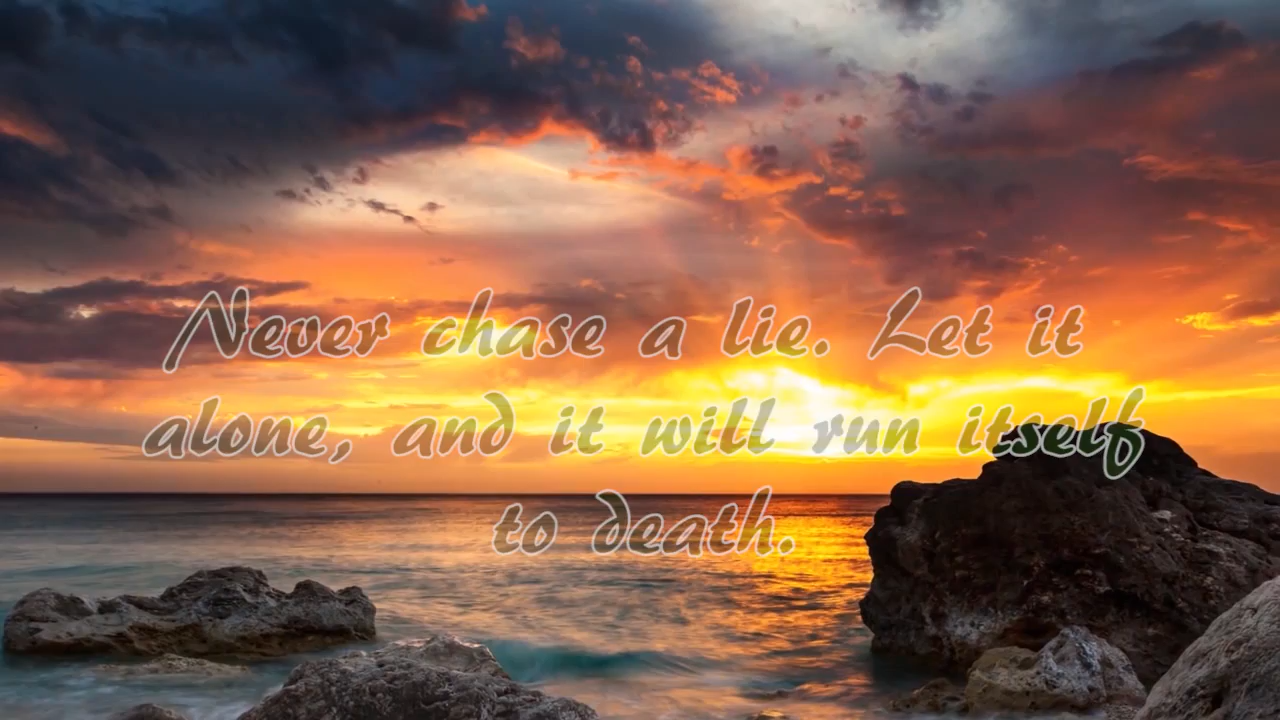 Never chase a lie. Let it
alone, and it will run itself
to death.